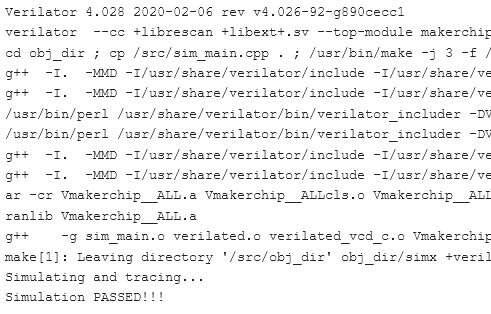 Verilator 4.028 2020-02-06 rev v4.026-92-g890cecc1
verilator  --cc +librescan +libext+.sv --top-module makerchip
cd obj_dir ; cp /src/sim_main.cpp . ; /usr/bin/make -j 3 -f /
g++  -I.  -MMD -I/usr/share/verilator/include -I/usr/share/ve
g++  -I.  -MMD -I/usr/share/verilator/include -I/usr/share/ve
/usr/bin/perl /usr/share/verilator/bin/verilator_includer -DV
/usr/bin/perl /usr/share/verilator/bin/verilator_includer -DV
g++  -I.  -MMD -I/usr/share/verilator/include -I/usr/share/ve
g++  -I.  -MMD -I/usr/share/verilator/include -I/usr/share/ve
ar -cr Vmakerchip__ALL.a Vmakerchip__ALLcls.o Vmakerchip__ALL
ranlib Vmakerchip__ALL.a
g++    -g sim_main.o verilated.o verilated_vcd_c.o Vmakerchip
make[1]: Leaving directory '/src/obj_dir' obj_dir/simx +veril
Simulating and tracing...
Simulation PASSED!!!